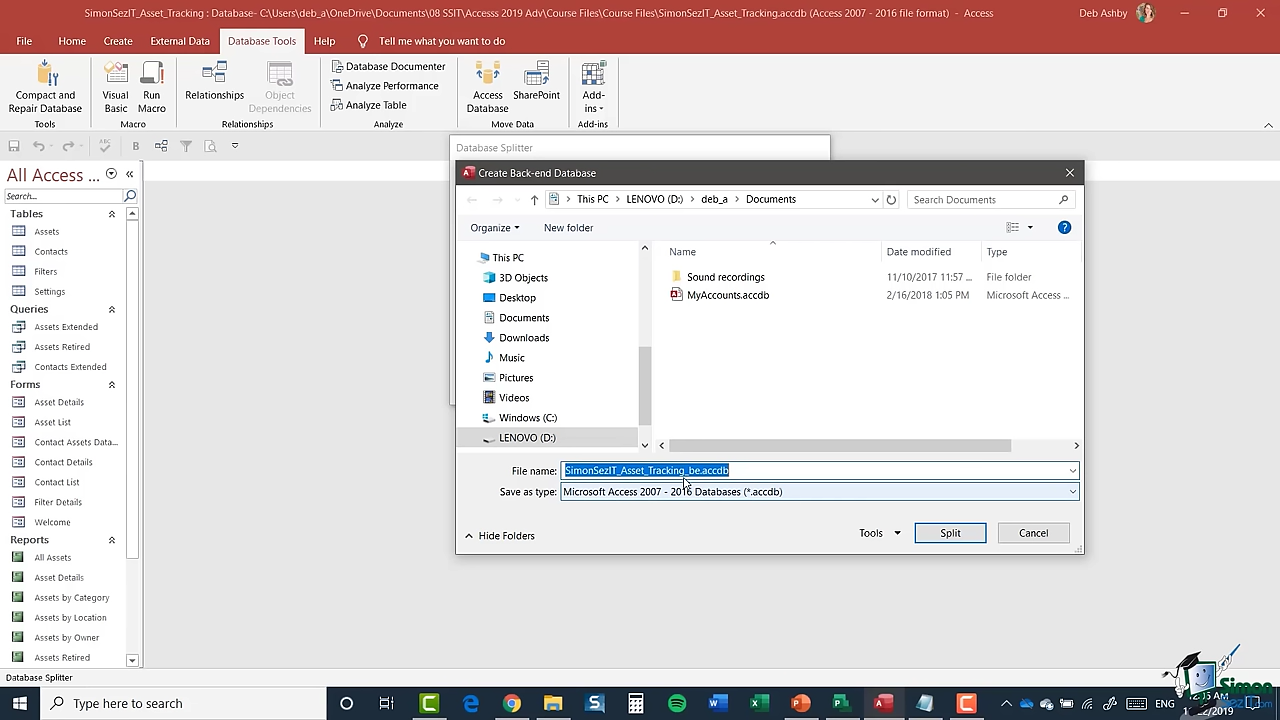 SimonSezIT_Asset_Tracking : Database- C:\Users\deb_a\OneDrive\Documents\08 SSIT\Accesss 2019 Adv\Course Files\Course Files\SimonSezIT_Asset_Tracking.accdb (Access 2007 - 2016 file format) - Access
Deb Ashby
File Home Create External Data Database Tools Help Tell me what you want to do
Compact and Repair Database
Tools
Visual Basic
Run Macro
Macro
Relationships
Object Dependencies
Relationships
Database Documenter
Analyze Performance
Analyze Table
Analyze
Access Database
SharePoint
Move Data
Add-ins
Add-ins
All Access ...
Search...
Tables
Assets
Contacts
Filters
Settings
Queries
Assets Extended
Assets Retired
Contacts Extended
Forms
Asset Details
Asset List
Contact Assets Data...
Contact Details
Contact List
Filter Details
Welcome
Reports
All Assets
Asset Details
Assets by Category
Assets by Location
Assets by Owner
Assets Retired
Database Splitter
Database Splitter
Create Back-end Database
This PC > LENOVO (D:) > deb_a > Documents
Search Documents
Organize New folder
This PC
3D Objects
Desktop
Documents
Downloads
Music
Pictures
Videos
Windows (C:)
LENOVO (D:)
Name Date modified Type
Sound recordings 11/10/2017 11:57 ... File folder
MyAccounts.accdb 2/16/2018 1:05 PM Microsoft Access ...
File name: SimonSezIT_Asset_Tracking_be.accdb
Save as type: Microsoft Access 2007 - 2016 Databases (*.accdb)
Hide Folders
Tools Split Cancel
Type here to search
ENG
Simon